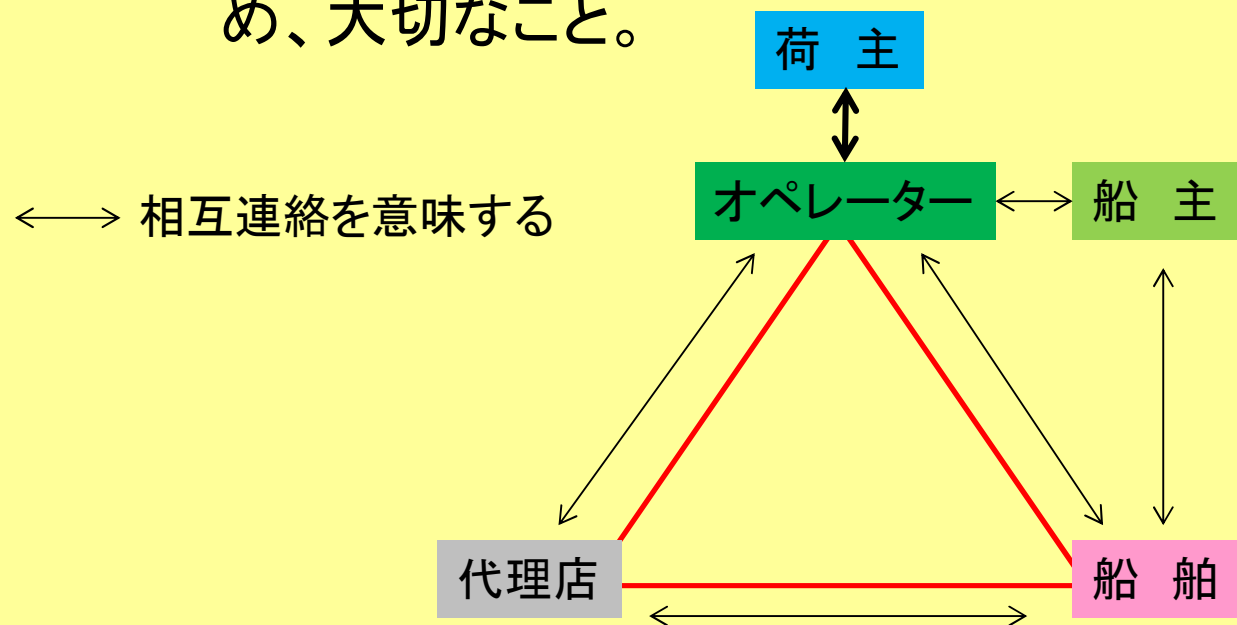 め、大切なこと。
荷　主
オペレーター
船　主
相互連絡を意味する
代理店
船　舶